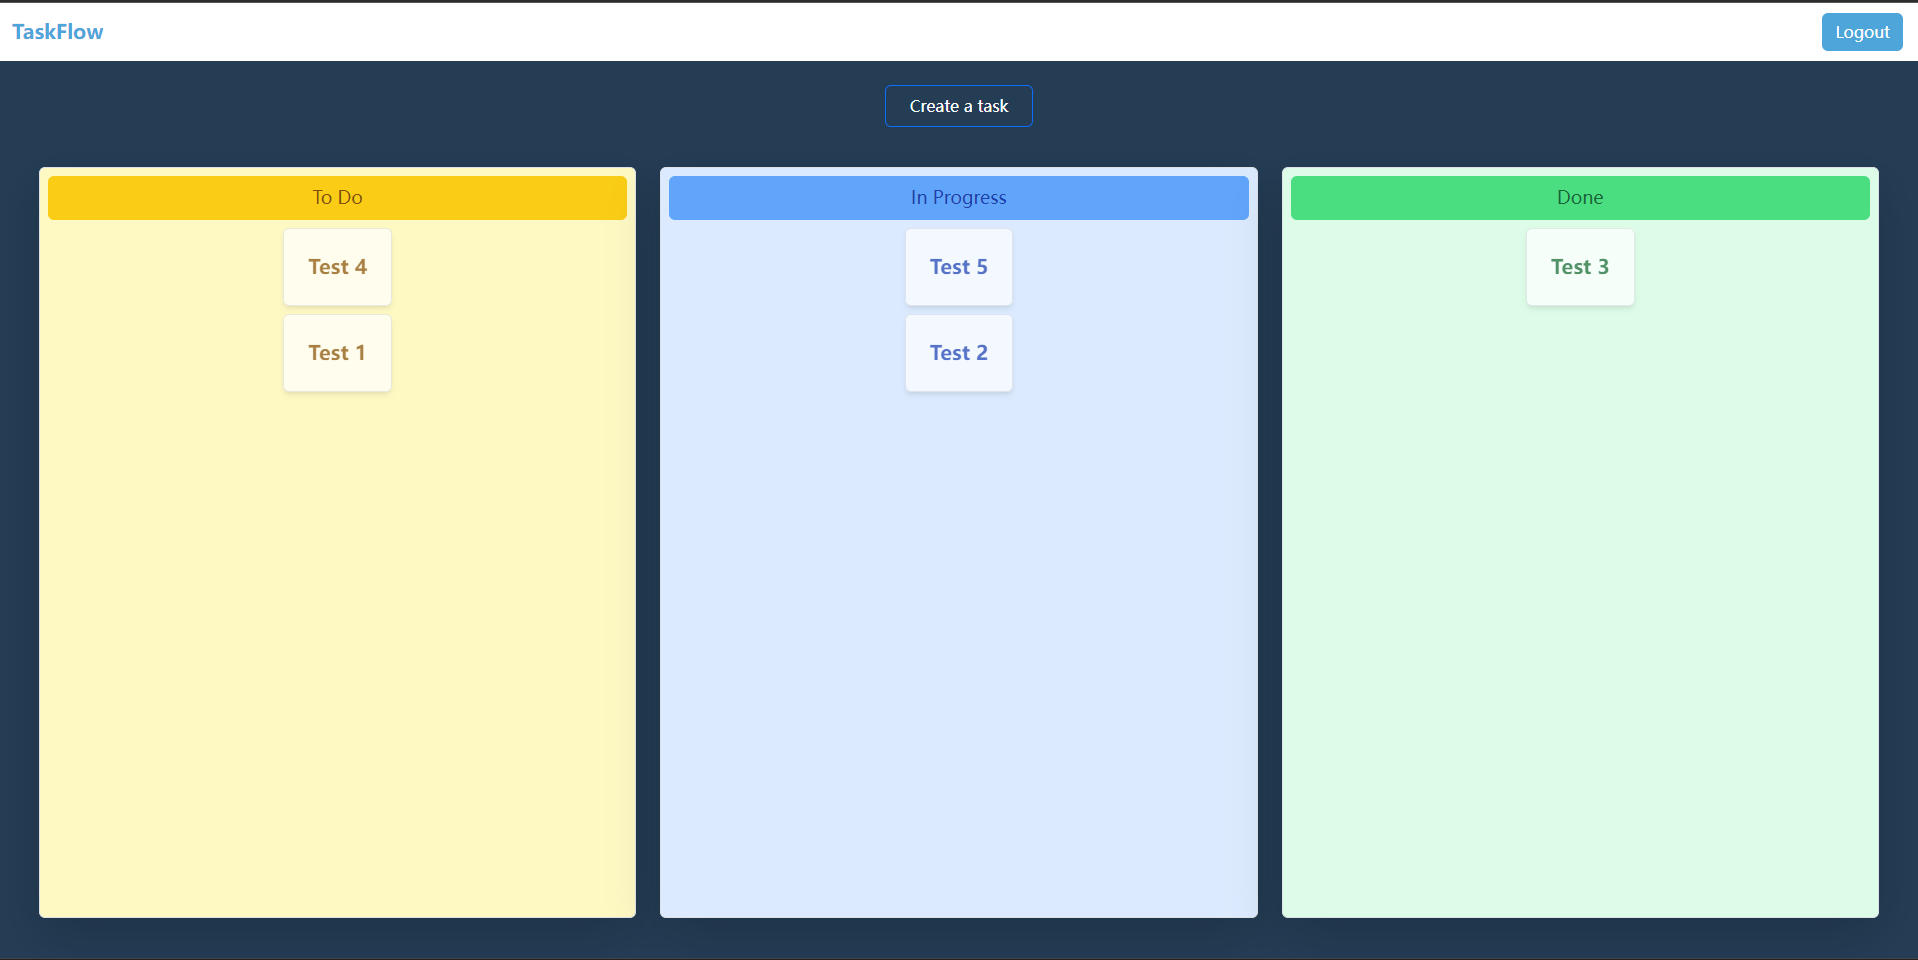 TaskFlow
Logout
Create a task
To Do
Test 4
Test 1
In Progress
Test 5
Test 2
Done
Test 3